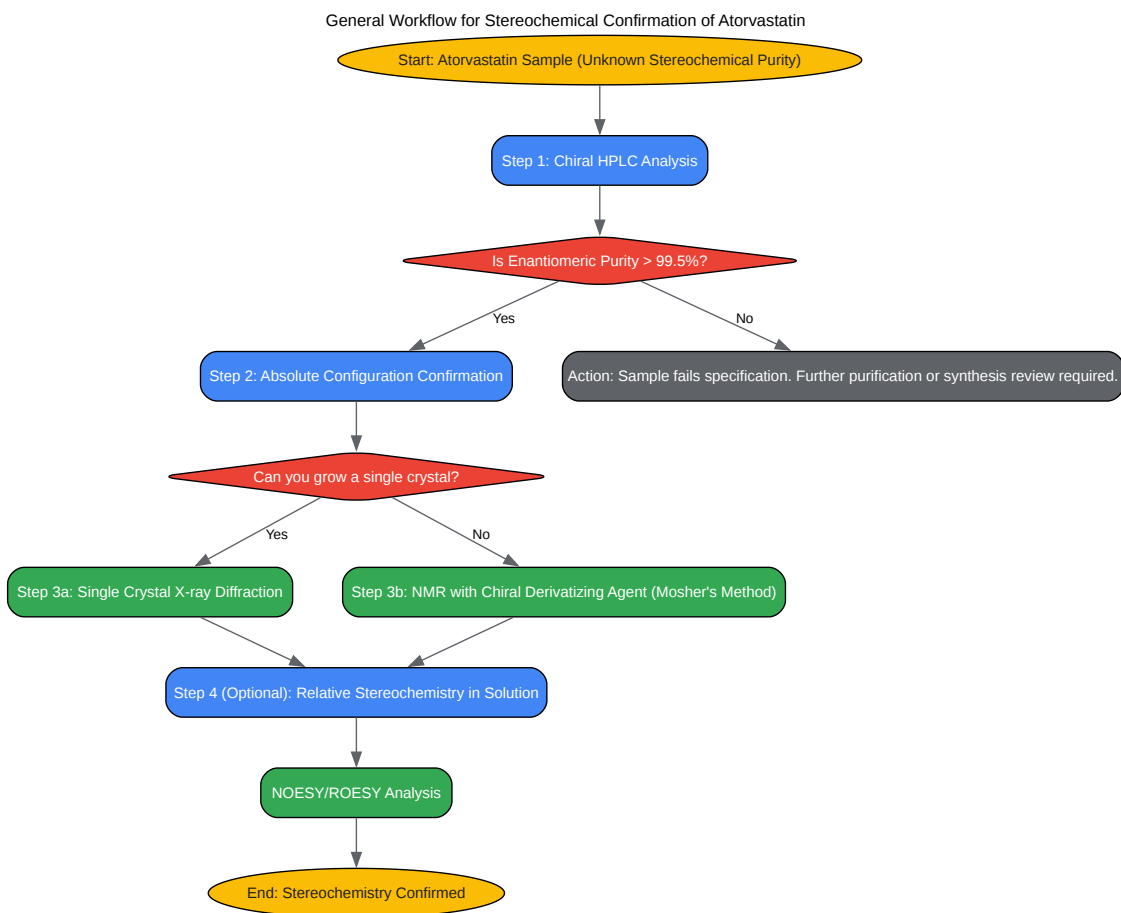 General Workflow for Stereochemical Confirmation of Atorvastatin
Start: Atorvastatin Sample (Unknown Stereochemical Purity)
Step 1: Chiral HPLC Analysis
Is Enantiomeric Purity > 99.5%?
Yes
No
Step 2: Absolute Configuration Confirmation
Action: Sample fails specification. Further purification or synthesis review required.
Can you grow a single crystal?
Yes
No
Step 3a: Single Crystal X-ray Diffraction
Step 3b: NMR with Chiral Derivatizing Agent (Mosher's Method)
Step 4 (Optional): Relative Stereochemistry in Solution
NOESY/ROESY Analysis
End: Stereochemistry Confirmed